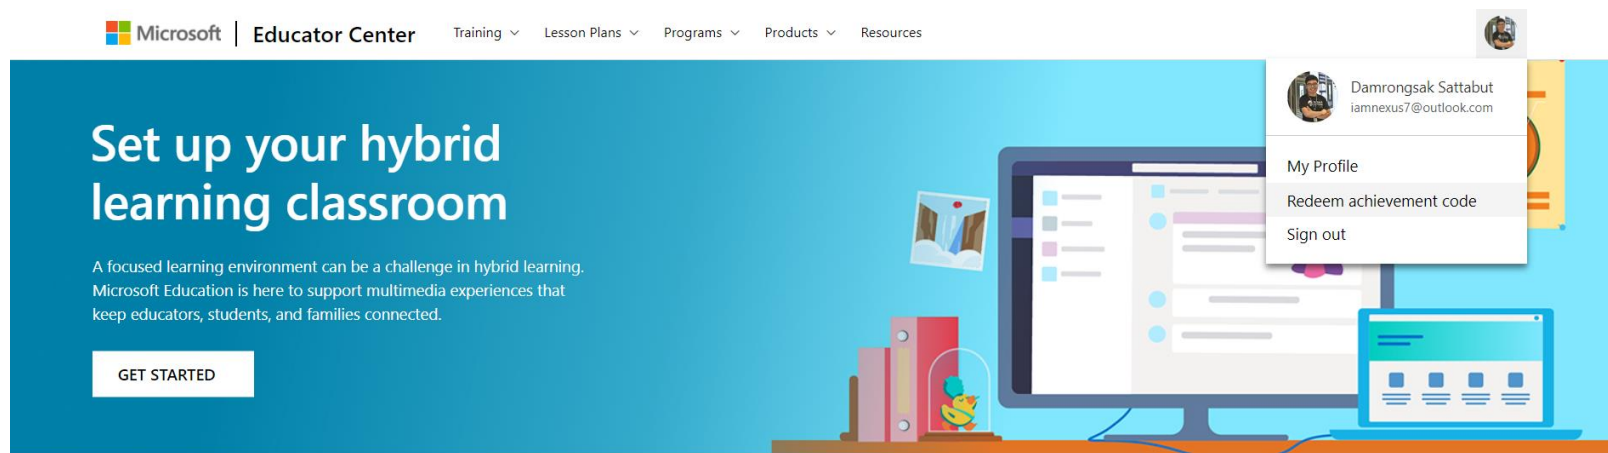 Microsoft | Educator Center Training Lesson Plans Programs Products Resources
Damrongsak Sattabut
iamnexus7@outlook.com
My Profile
Redeem achievement code
Sign out
Set up your hybrid
learning classroom
A focused learning environment can be a challenge in hybrid learning.
Microsoft Education is here to support multimedia experiences that
keep educators, students, and families connected.
GET STARTED